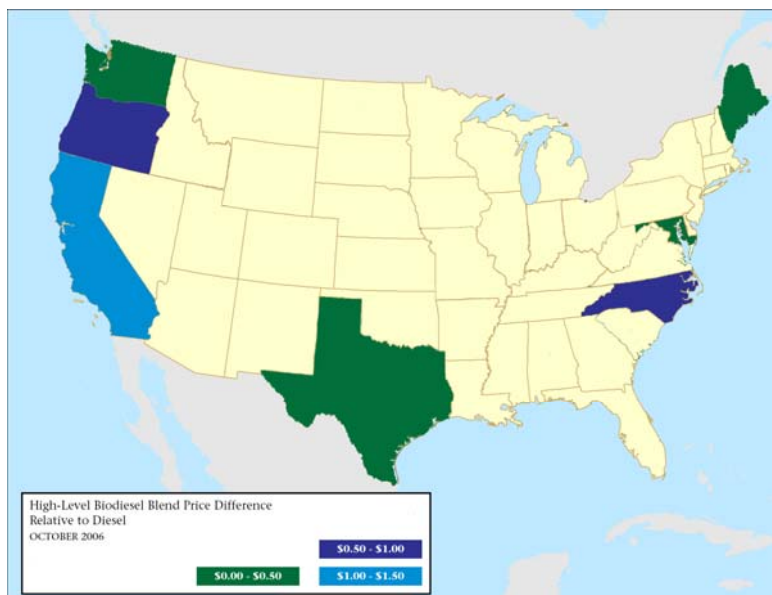 High-Level Biodiesel Blend Price Difference
Relative to Diesel
OCTOBER 2006
$0.50 - $1.00
$0.00 - $0.50
$1.00 - $1.50